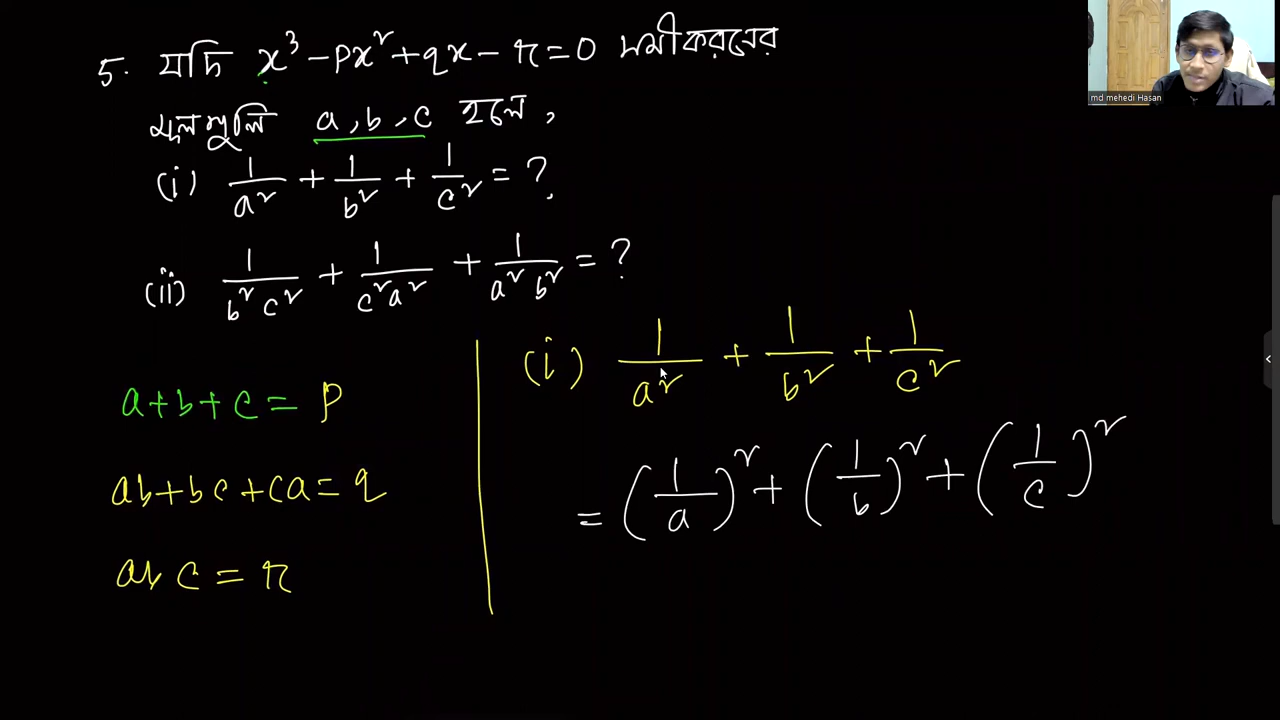 5. যদি x³ − px² + qx − r = 0 সমীকরনের
মূলগুলি a, b, c হলে,
(i) 1/a² + 1/b² + 1/c² = ?
(ii) 1/b²c² + 1/c²a² + 1/a²b² = ?
a+b+c = p
ab+bc+ca = q
abc = r
(i) 1/a² + 1/b² + 1/c²
= (1/a)² + (1/b)² + (1/c)²
md mehedi Hasan